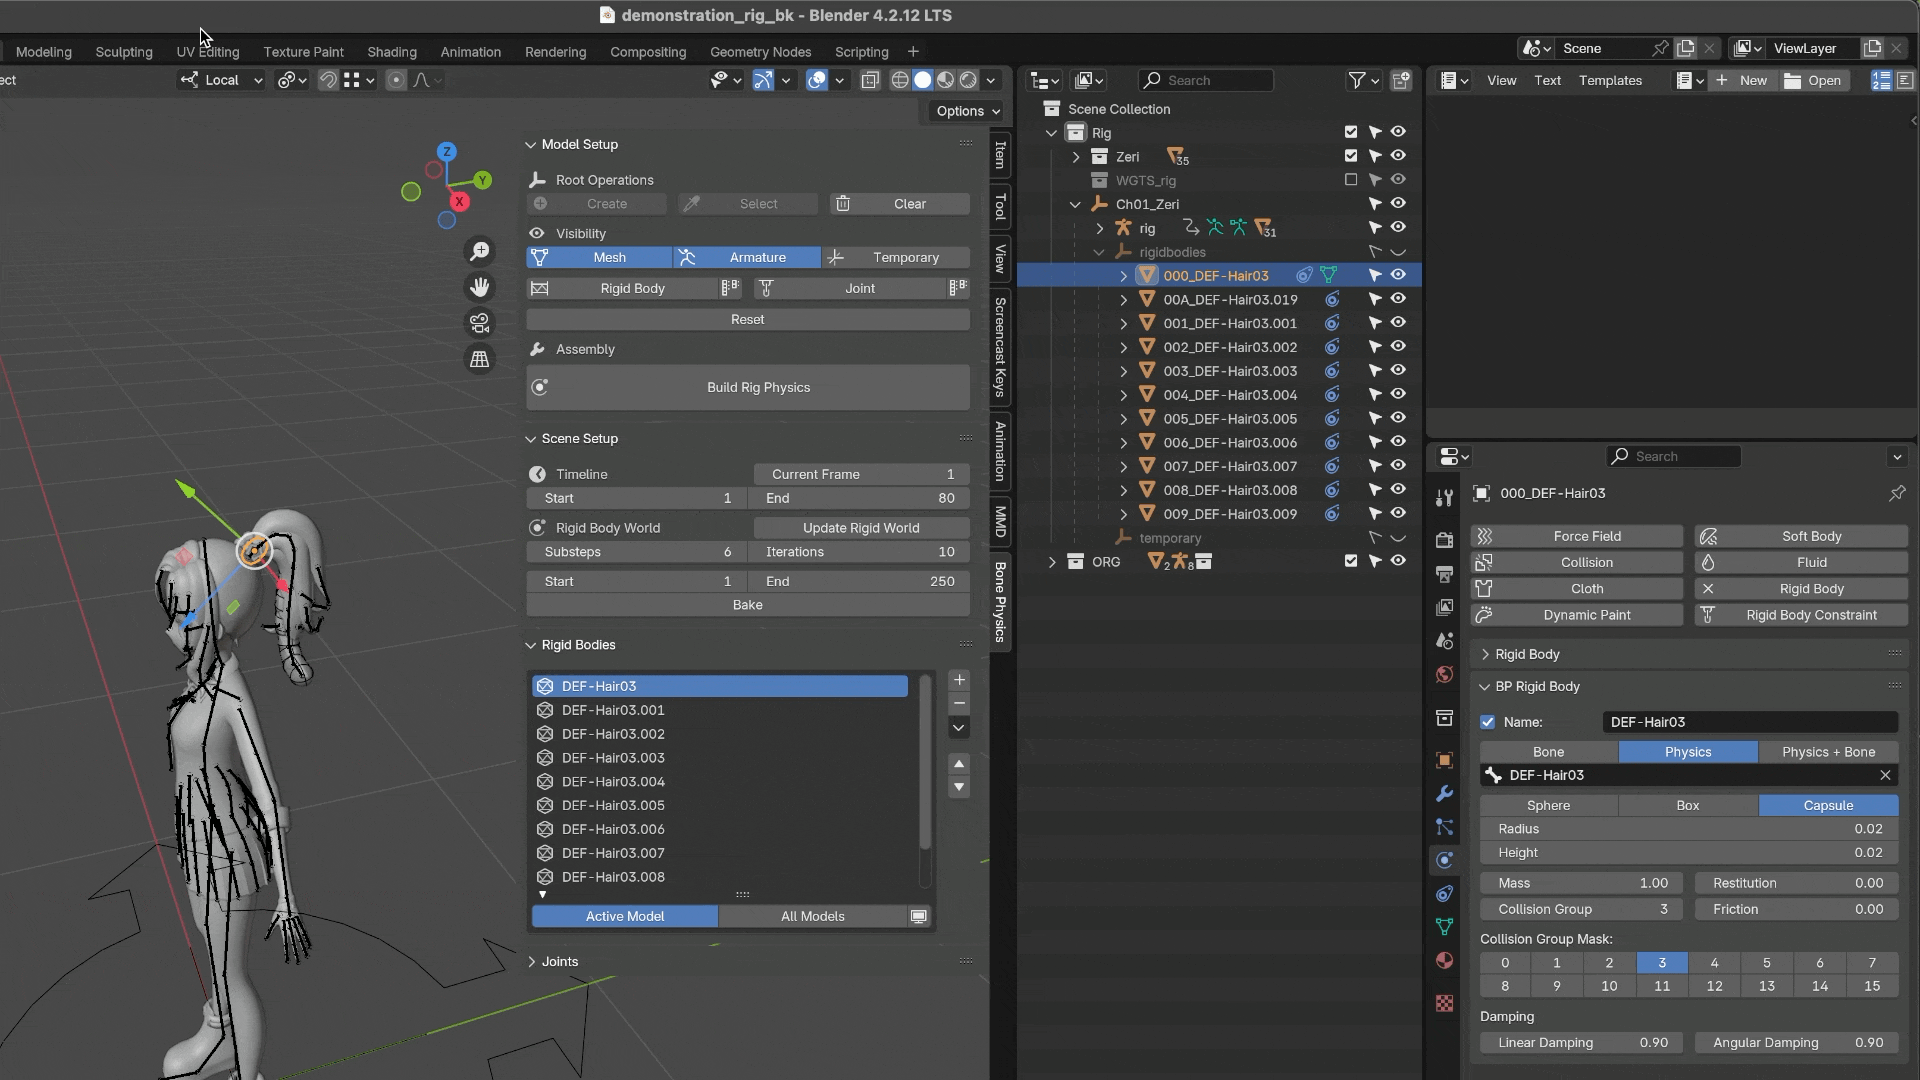 demonstration_rig_bk - Blender 4.2.12 LTS
Modeling Sculpting UV Editing Texture Paint Shading Animation Rendering Compositing Geometry Nodes Scripting + Scene ViewLayer
ect Local Search View Text Templates New Open
Options
Z
Y
X
Model Setup
Root Operations
Create Select Clear
Visibility
Mesh Armature Temporary
Rigid Body Joint
Reset
Assembly
Build Rig Physics
Scene Setup
Timeline Current Frame 1
Start 1 End 80
Rigid Body World Update Rigid World
Substeps 6 Iterations 10
Start 1 End 250
Bake
Rigid Bodies
DEF-Hair03
DEF-Hair03.001
DEF-Hair03.002
DEF-Hair03.003
DEF-Hair03.004
DEF-Hair03.005
DEF-Hair03.006
DEF-Hair03.007
DEF-Hair03.008
Active Model All Models
Joints
Item
Tool
View
Screencast Keys
Animation
MMD
Bone Physics
Scene Collection
Rig
Zeri 35
WGTS_rig
Ch01_Zeri
rig 31
rigidbodies
000_DEF-Hair03
00A_DEF-Hair03.019
001_DEF-Hair03.001
002_DEF-Hair03.002
003_DEF-Hair03.003
004_DEF-Hair03.004
005_DEF-Hair03.005
006_DEF-Hair03.006
007_DEF-Hair03.007
008_DEF-Hair03.008
009_DEF-Hair03.009
temporary
ORG 2 8
Search
000_DEF-Hair03
Force Field Soft Body
Collision Fluid
Cloth Rigid Body
Dynamic Paint Rigid Body Constraint
Rigid Body
BP Rigid Body
Name: DEF-Hair03
Bone Physics Physics + Bone
DEF-Hair03
Sphere Box Capsule
Radius 0.02
Height 0.02
Mass 1.00 Restitution 0.00
Collision Group 3 Friction 0.00
Collision Group Mask:
0 1 2 3 4 5 6 7
8 9 10 11 12 13 14 15
Damping
Linear Damping 0.90 Angular Damping 0.90